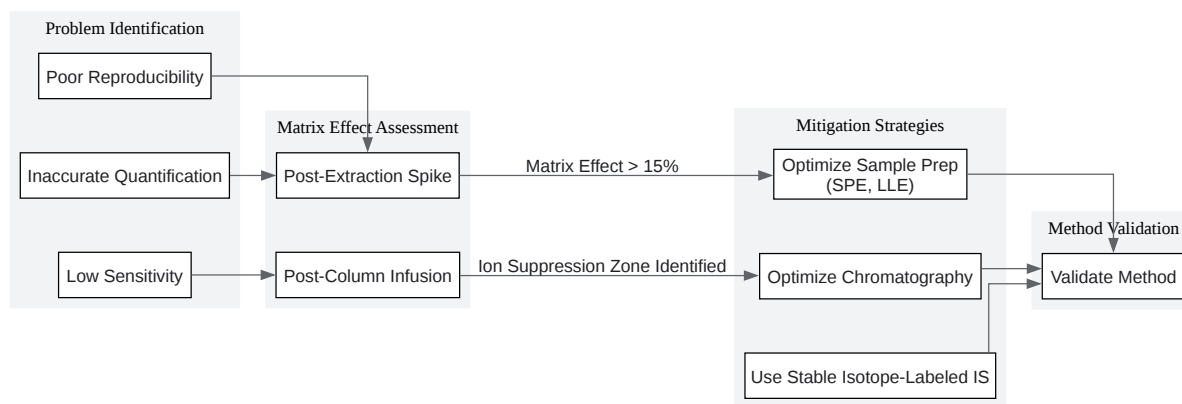 Problem Identification
Poor Reproducibility
Inaccurate Quantification
Low Sensitivity
Matrix Effect Assessment
Post-Extraction Spike
Post-Column Infusion
Matrix Effect > 15%
Ion Suppression Zone Identified
Mitigation Strategies
Optimize Sample Prep
(SPE, LLE)
Optimize Chromatography
Use Stable Isotope-Labeled IS
Method Validation
Validate Method